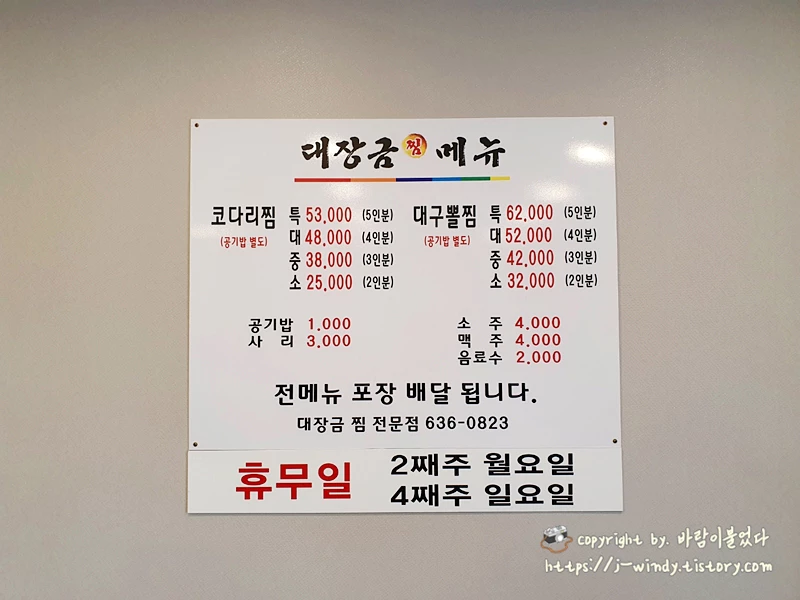 대장금 찜 메뉴
코다리찜 특 53,000 (5인분)
(공기밥 별도) 대 48,000 (4인분)
중 38,000 (3인분)
소 25,000 (2인분)
대구뽈찜 특 62,000 (5인분)
(공기밥 별도) 대 52,000 (4인분)
중 42,000 (3인분)
소 32,000 (2인분)
공기밥 1.000
사 리 3.000
소 주 4.000
맥 주 4.000
음료수 2.000
전메뉴 포장 배달 됩니다.
대장금 찜 전문점 636-0823
휴무일
2째주 월요일
4째주 일요일
copyright by. 바람이불었다
https://j-windy.tistory.com